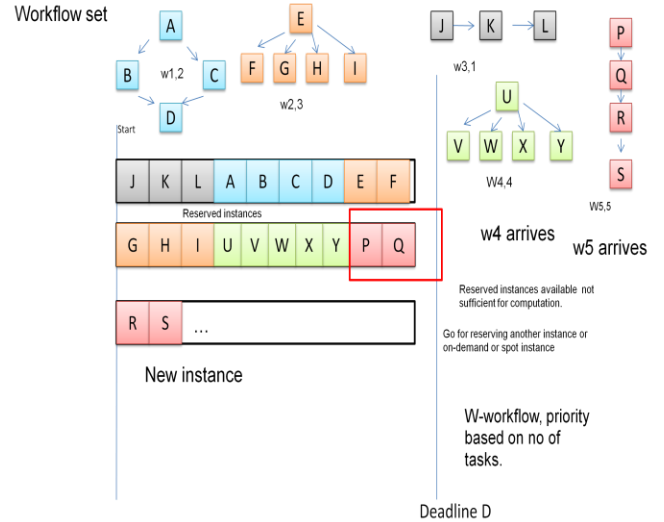 Workflow set
A
B
w1,2
C
D
E
F G H I
w2,3
J K L
w3,1
U
V W X Y
W4,4
P
Q
R
S
W5,5
w4 arrives
w5 arrives
Start
J K L A B C D E F
Reserved instances
G H I U V W X Y P Q
R S ...
New instance
Reserved instances available not
sufficient for computation.
Go for reserving another instance or
on-demand or spot instance
W-workflow, priority
based on no of
tasks.
Deadline D